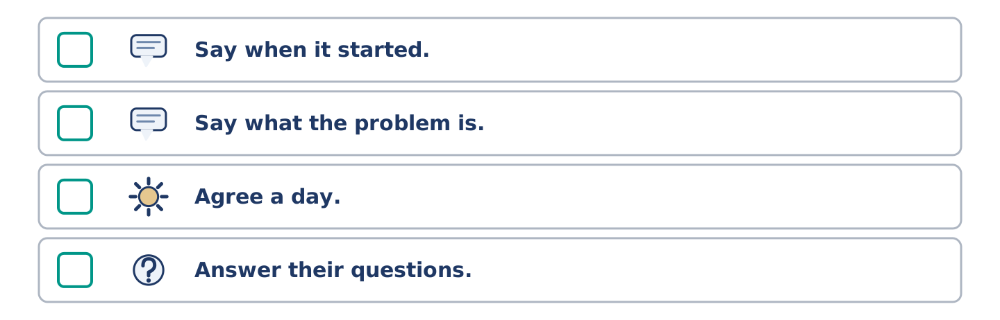 Say when it started.
Say what the problem is.
Agree a day.
Answer their questions.